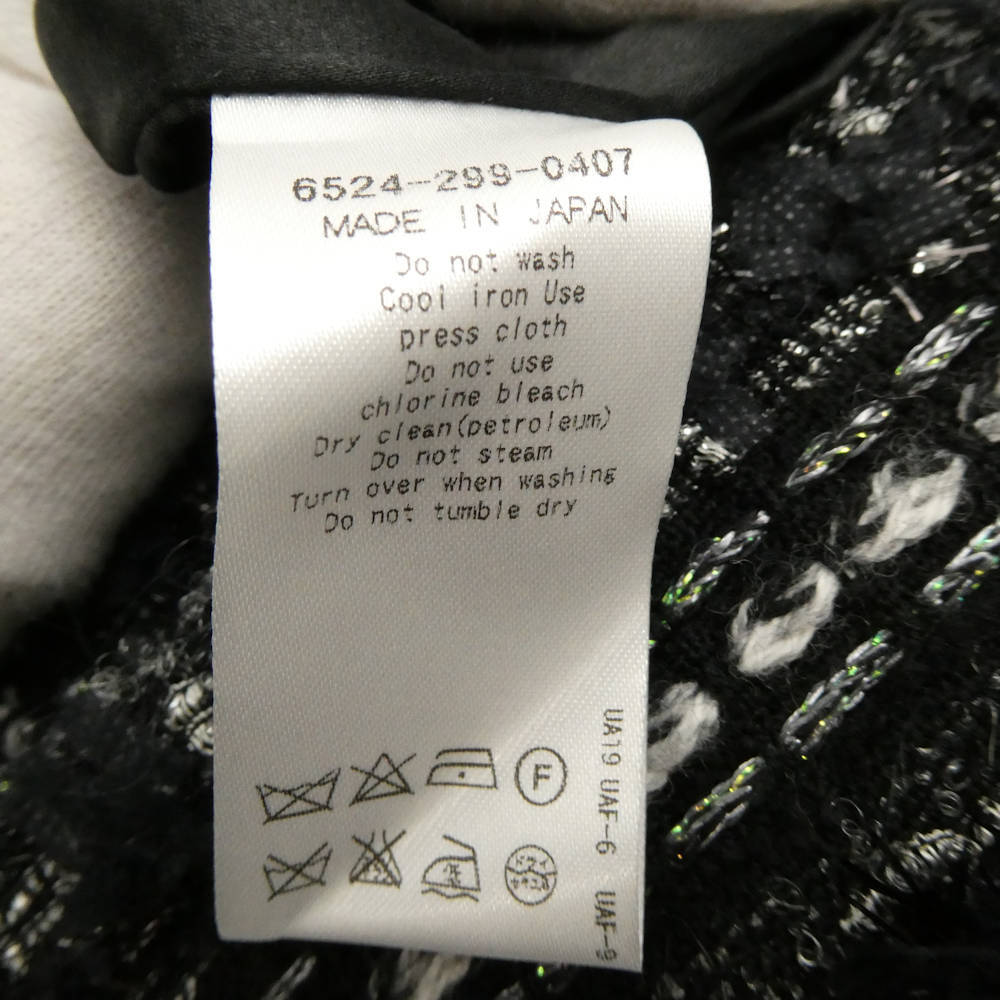 6524-299-0407
MADE IN JAPAN
Do not wash
Cool iron Use
press cloth
Do not use
chlorine bleach
Dry clean(petroleum)
Do not steam
Turn over when washing
Do not tumble dry
F
UA19 UAF-6 UAF-9